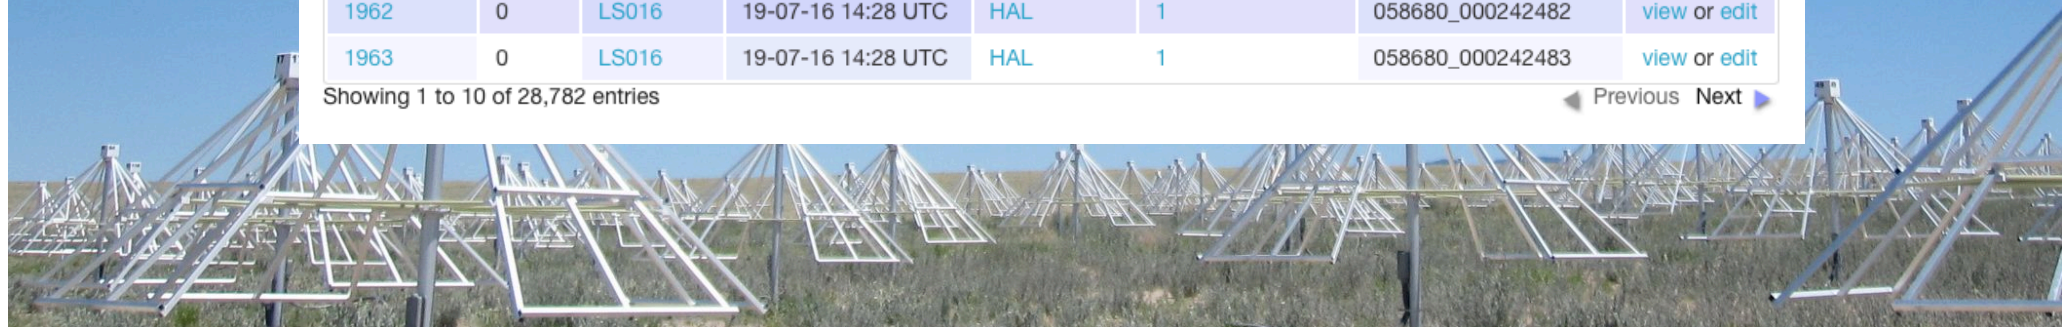 1962 0 LS016 19-07-16 14:28 UTC HAL 1 058680_000242482 view or edit
1963 0 LS016 19-07-16 14:28 UTC HAL 1 058680_000242483 view or edit
Showing 1 to 10 of 28,782 entries Previous Next